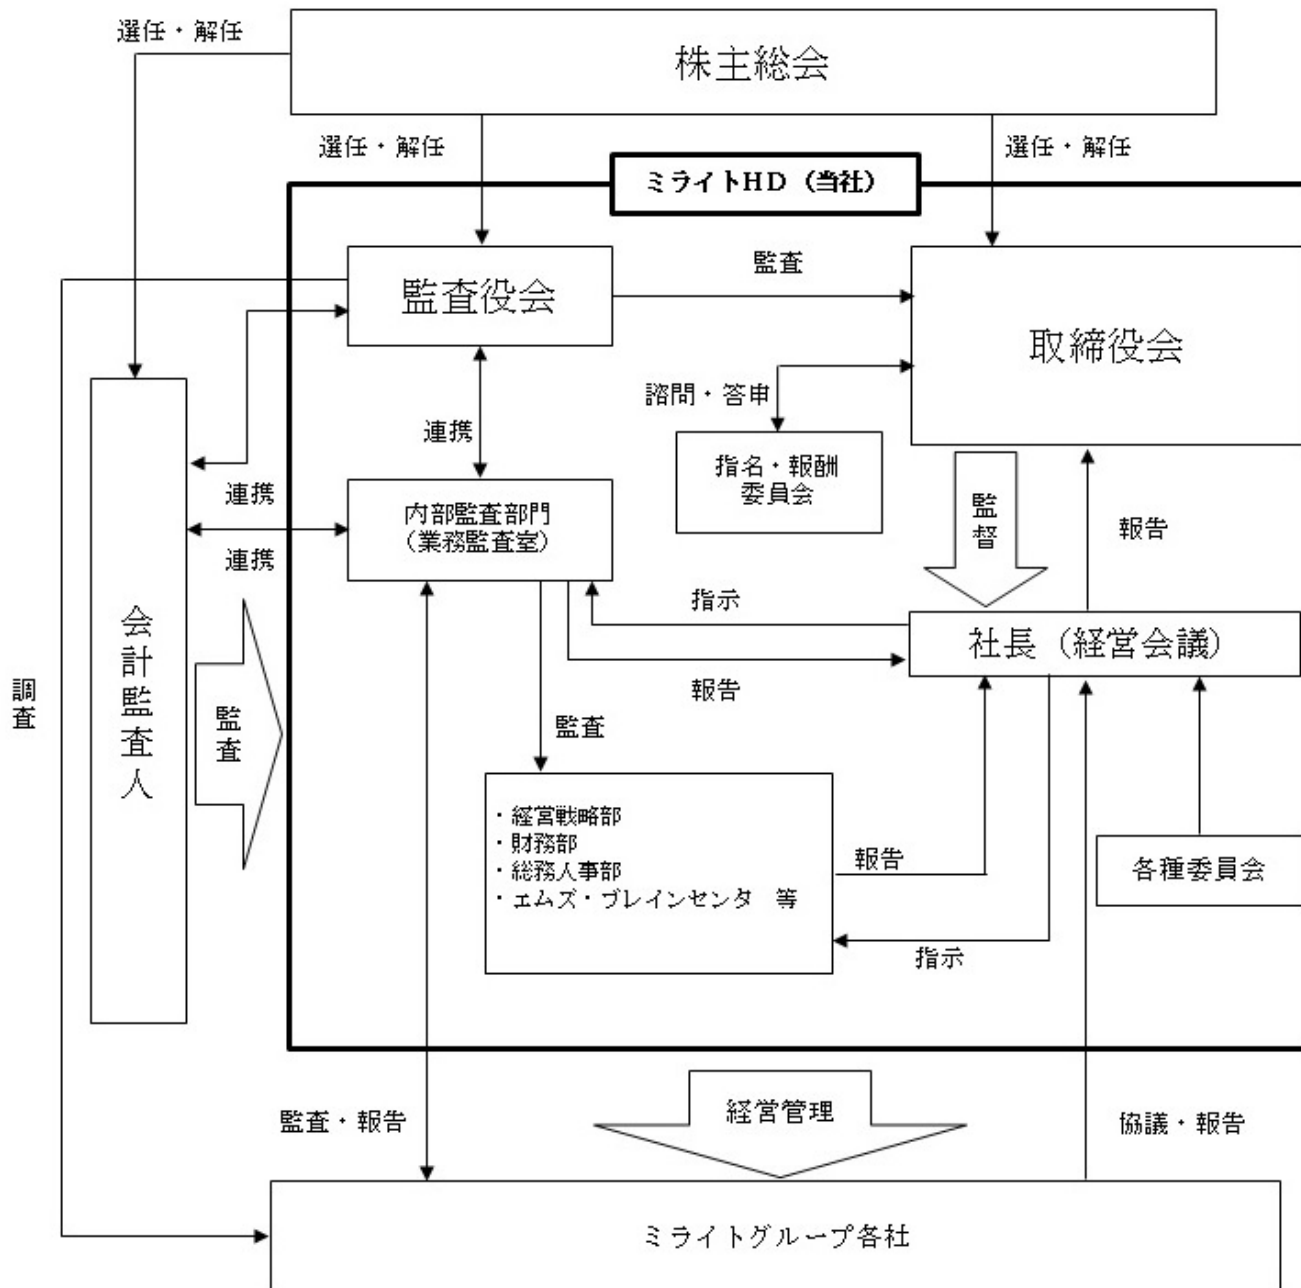 選任・解任
株主総会
選任・解任
選任・解任
ミライトHD（当社）
監査役会
監査
取締役会
諮問・答申
連携
指名・報酬
委員会
連携
内部監査部門
（業務監査室）
連携
監督
報告
指示
社長（経営会議）
報告
会計監査人
監査
調査
監査
・経営戦略部
・財務部
・総務人事部
・エムズ・ブレインセンタ　等
報告
各種委員会
指示
監査・報告
経営管理
協議・報告
ミライトグループ各社